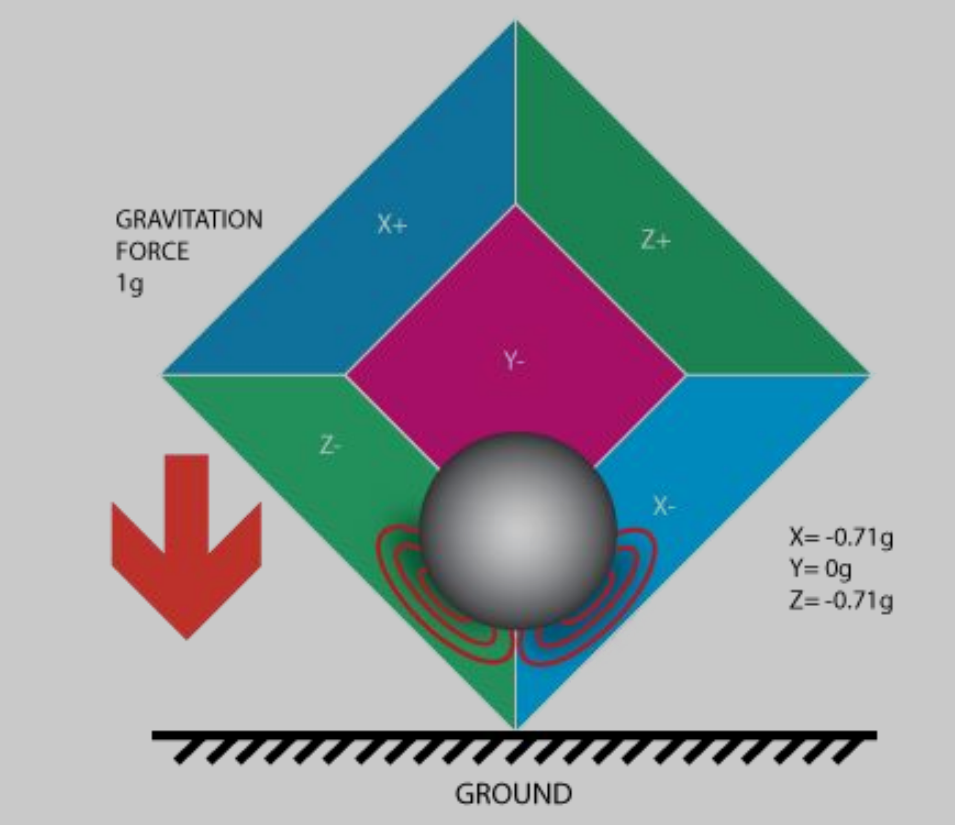 GRAVITATION
FORCE
1g
X+
Z+
Y-
Z-
X-
X= -0.71g
Y= 0g
Z= -0.71g
GROUND